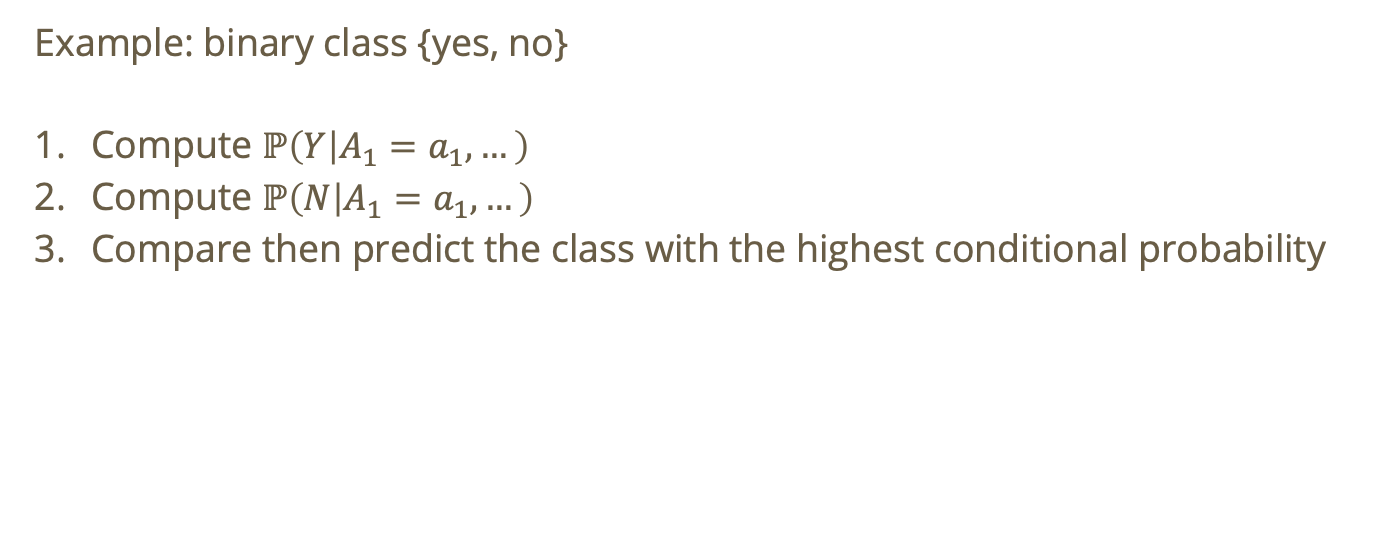 Example: binary class {yes, no}
1. Compute ℙ(𝑌|𝐴₁ = 𝑎₁, … )
2. Compute ℙ(𝑁|𝐴₁ = 𝑎₁, … )
3. Compare then predict the class with the highest conditional probability